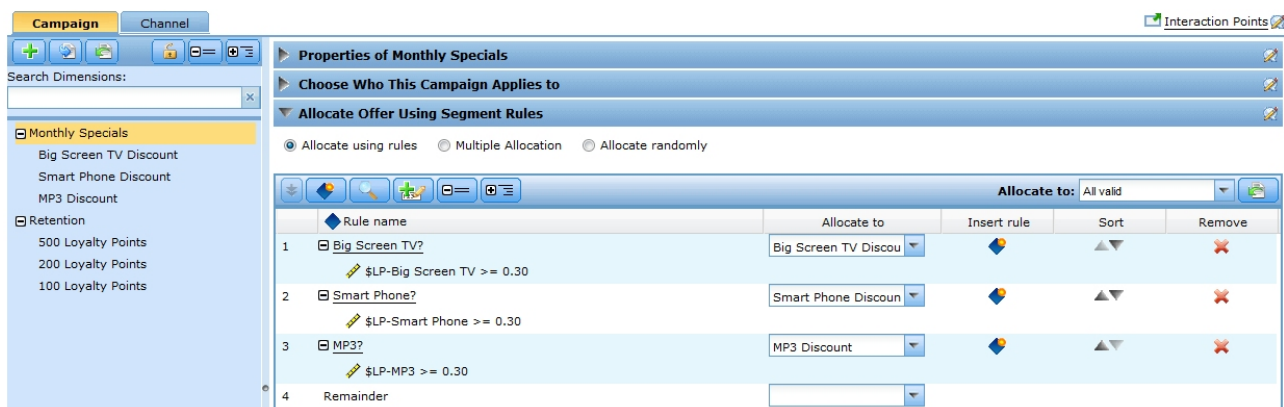 Campaign Channel Interaction Points
Search Dimensions:
Monthly Specials
Big Screen TV Discount
Smart Phone Discount
MP3 Discount
Retention
500 Loyalty Points
200 Loyalty Points
100 Loyalty Points
Properties of Monthly Specials
Choose Who This Campaign Applies to
Allocate Offer Using Segment Rules
Allocate using rules Multiple Allocation Allocate randomly
Allocate to: All valid
Rule name Allocate to Insert rule Sort Remove
1 Big Screen TV? Big Screen TV Discou
$LP-Big Screen TV >= 0.30
2 Smart Phone? Smart Phone Discoun
$LP-Smart Phone >= 0.30
3 MP3? MP3 Discount
$LP-MP3 >= 0.30
4 Remainder